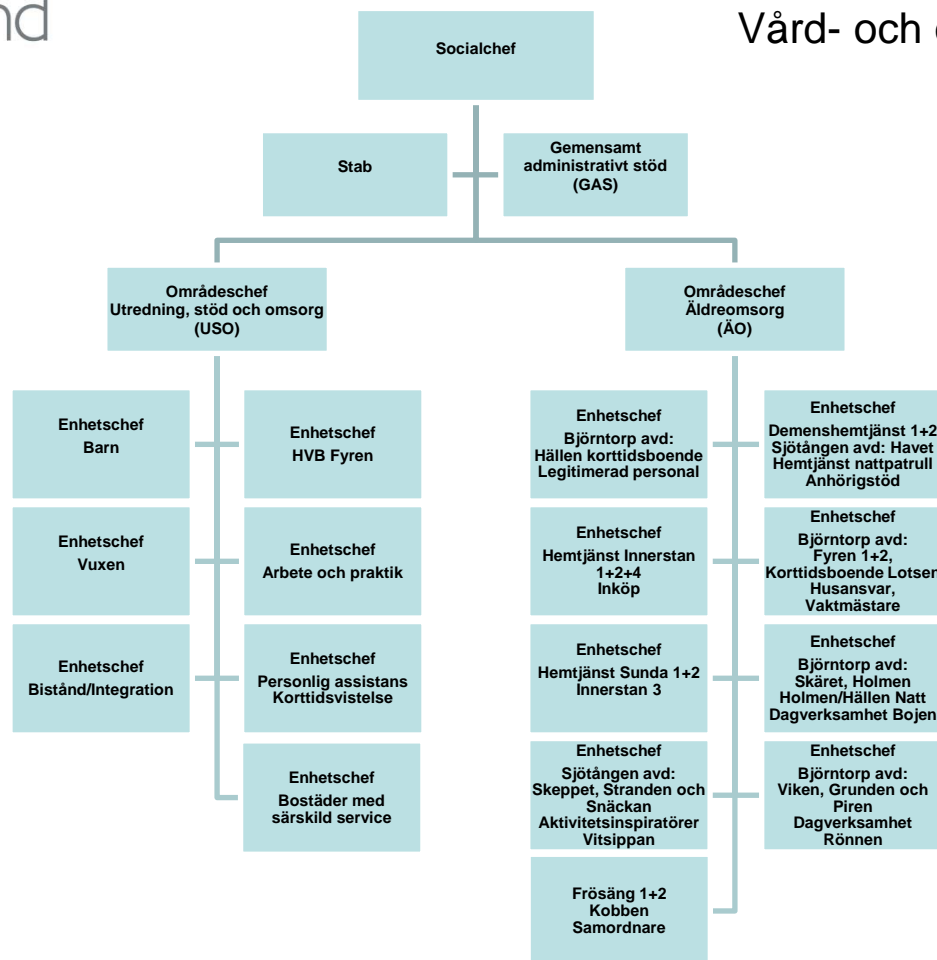 nd
Vård- och
Socialchef
Stab
Gemensamt
administrativt stöd
(GAS)
Områdeschef
Utredning, stöd och omsorg
(USO)
Områdeschef
Äldreomsorg
(ÄO)
Enhetschef
Barn
Enhetschef
HVB Fyren
Enhetschef
Vuxen
Enhetschef
Arbete och praktik
Enhetschef
Bistånd/Integration
Enhetschef
Personlig assistans
Korttidsvistelse
Enhetschef
Bostäder med
särskild service
Enhetschef
Björntorp avd:
Hällen korttidsboende
Legitimerad personal
Enhetschef
Demenshemtjänst 1+2
Sjötången avd: Havet
Hemtjänst nattpatrull
Anhörigstöd
Enhetschef
Hemtjänst Innerstan
1+2+4
Inköp
Enhetschef
Björntorp avd:
Fyren 1+2,
Korttidsboende Lotsen
Husansvar,
Vaktmästare
Enhetschef
Hemtjänst Sunda 1+2
Innerstan 3
Enhetschef
Björntorp avd:
Skäret, Holmen
Holmen/Hällen Natt
Dagverksamhet Bojen
Enhetschef
Sjötången avd:
Skeppet, Stranden och
Snäckan
Aktivitetsinspiratörer
Vitsippan
Enhetschef
Björntorp avd:
Viken, Grunden och
Piren
Dagverksamhet
Rönnen
Frösäng 1+2
Kobben
Samordnare